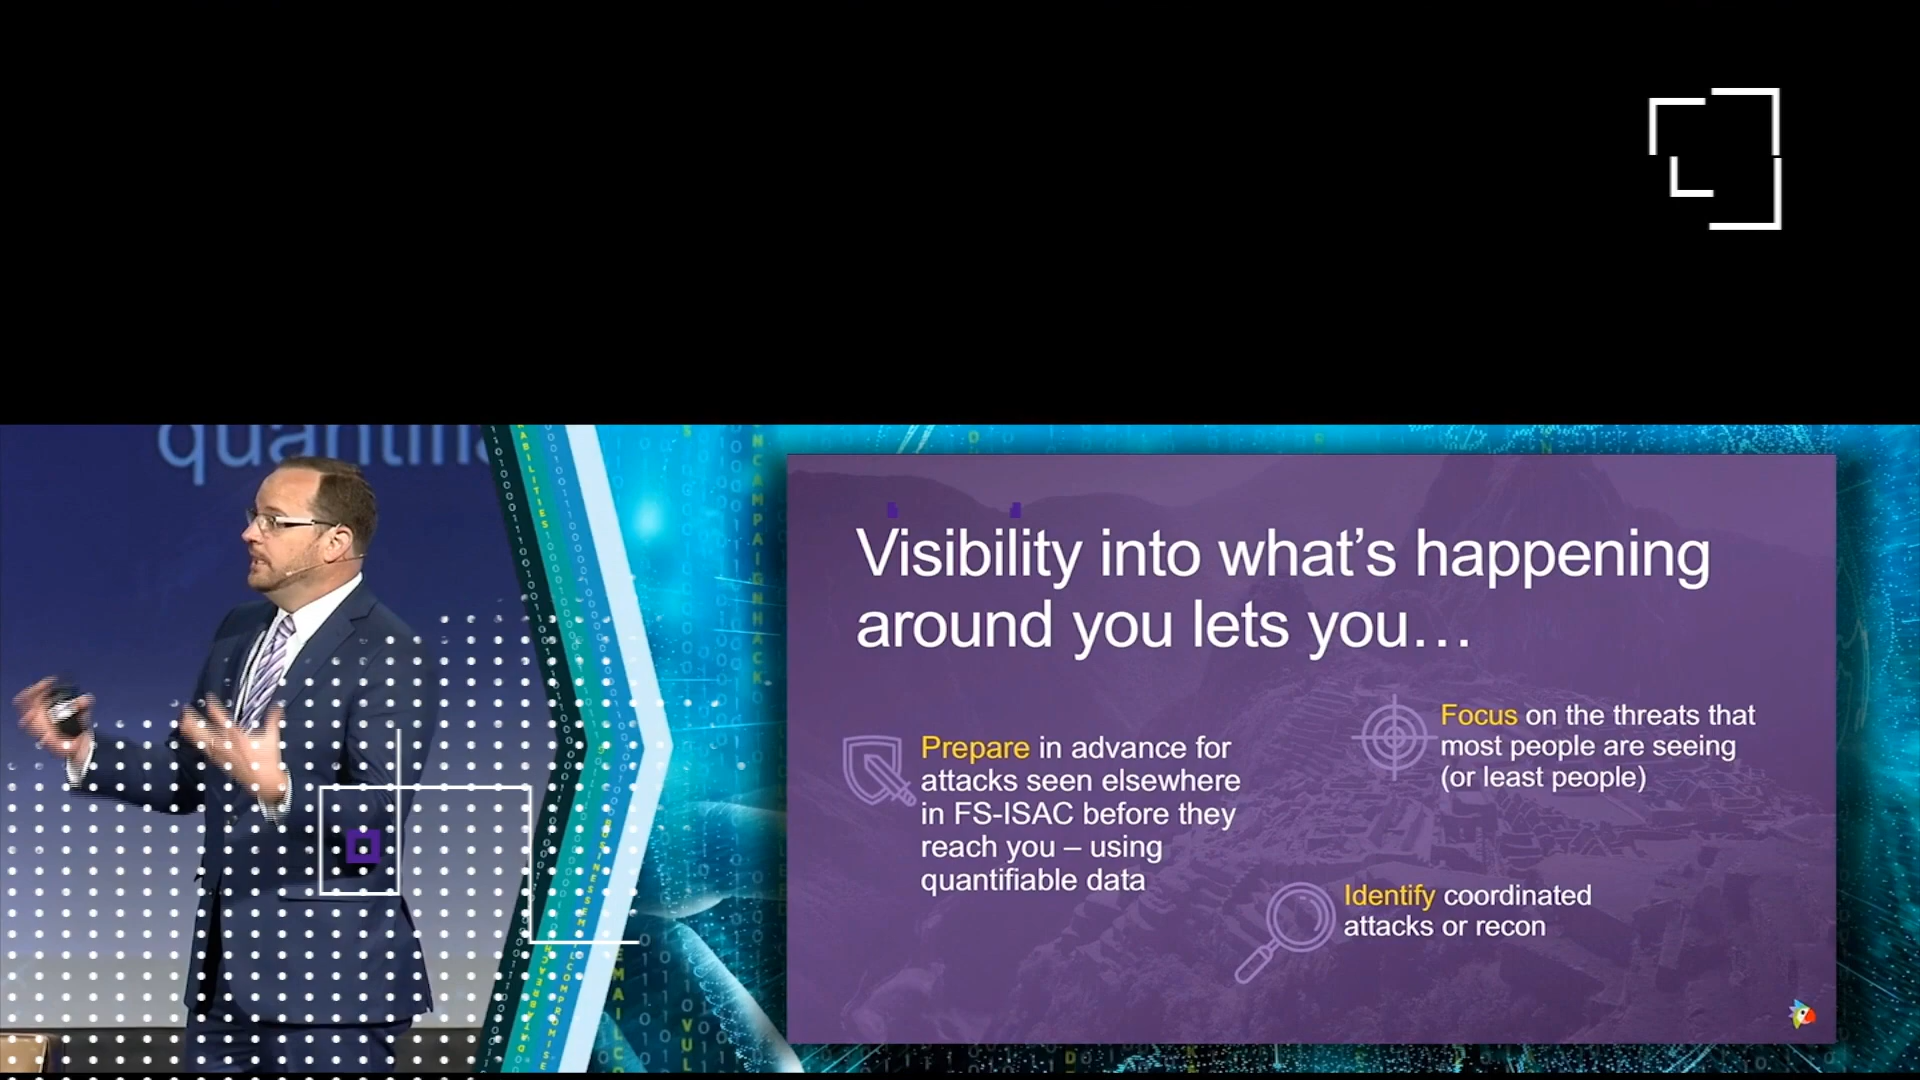 quantifia
Visibility into what's happening
around you lets you…
Prepare in advance for
attacks seen elsewhere
in FS-ISAC before they
reach you – using
quantifiable data
Focus on the threats that
most people are seeing
(or least people)
Identify coordinated
attacks or recon